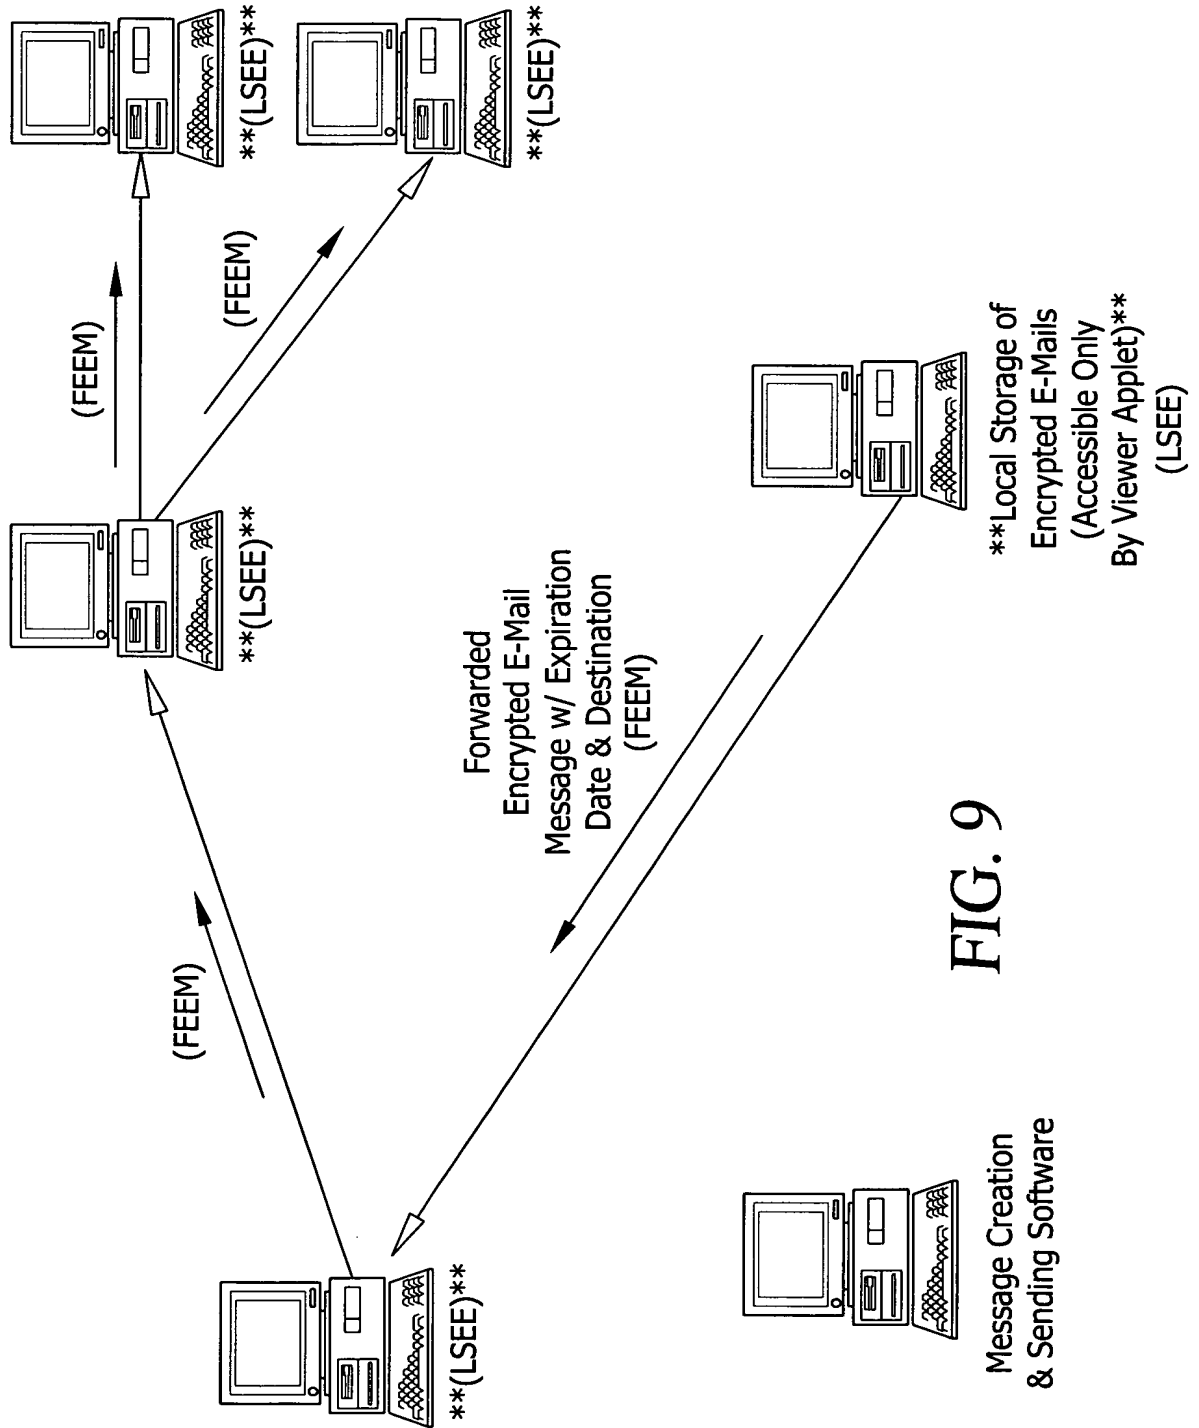 (FEEM)
(FEEM)
(FEEM)
**(LSEE)**
**(LSEE)**
**(LSEE)**
**(LSEE)**
Forwarded
Encrypted E-Mail
Message w/ Expiration
Date & Destination
(FEEM)
Message Creation
& Sending Software
FIG. 9
**Local Storage of
Encrypted E-Mails
(Accessible Only
By Viewer Applet)**
(LSEE)